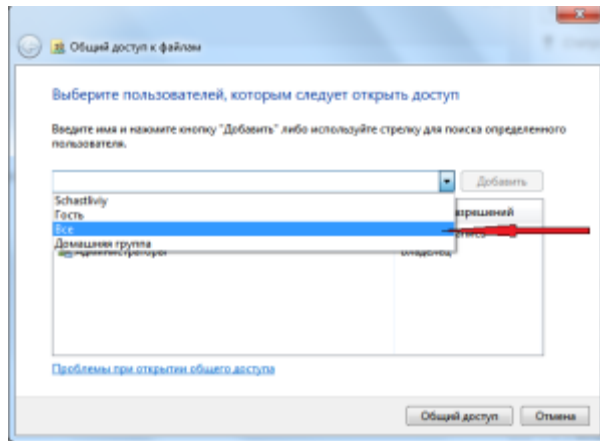 Общий доступ к файлам
Выберите пользователей, которым следует открыть доступ
Введите имя и нажмите кнопку "Добавить" либо используйте стрелку для поиска определенного
пользователя.
Добавить
Schastliviy
Гость
Все
Домашняя группа
Проблемы при открытии общего доступа
Общий доступ
Отмена